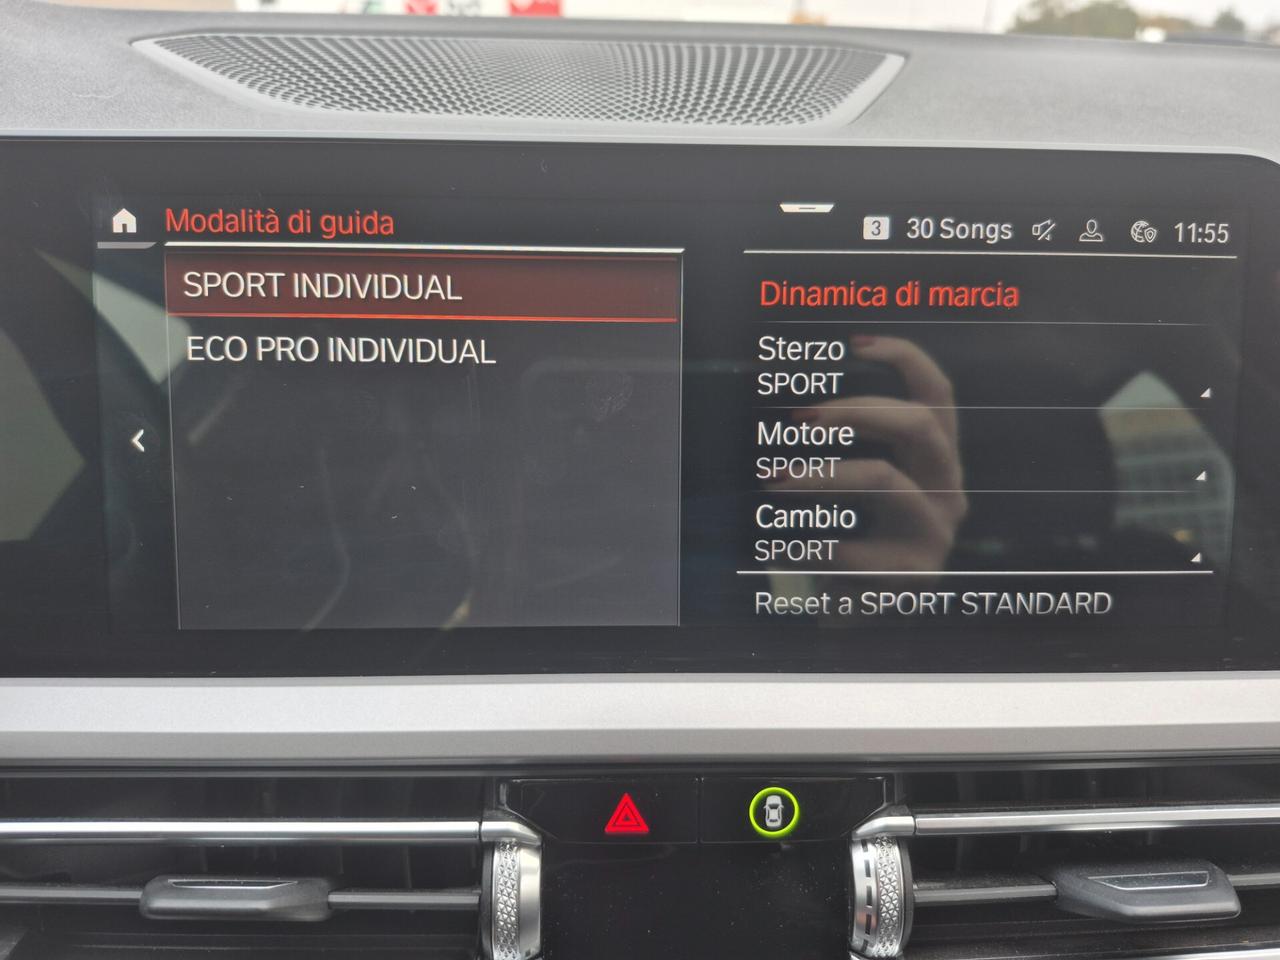 Modalità di guida
SPORT INDIVIDUAL
ECO PRO INDIVIDUAL
3 30 Songs 11:55
Dinamica di marcia
Sterzo
SPORT
Motore
SPORT
Cambio
SPORT
Reset a SPORT STANDARD